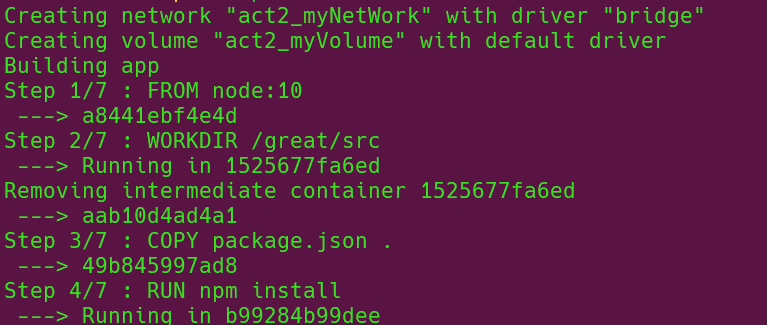 Creating network "act2_myNetWork" with driver "bridge"
Creating volume "act2_myVolume" with default driver
Building app
Step 1/7 : FROM node:10
 ---> a8441ebf4e4d
Step 2/7 : WORKDIR /great/src
 ---> Running in 1525677fa6ed
Removing intermediate container 1525677fa6ed
 ---> aab10d4ad4a1
Step 3/7 : COPY package.json .
 ---> 49b845997ad8
Step 4/7 : RUN npm install
 ---> Running in b99284b99dee